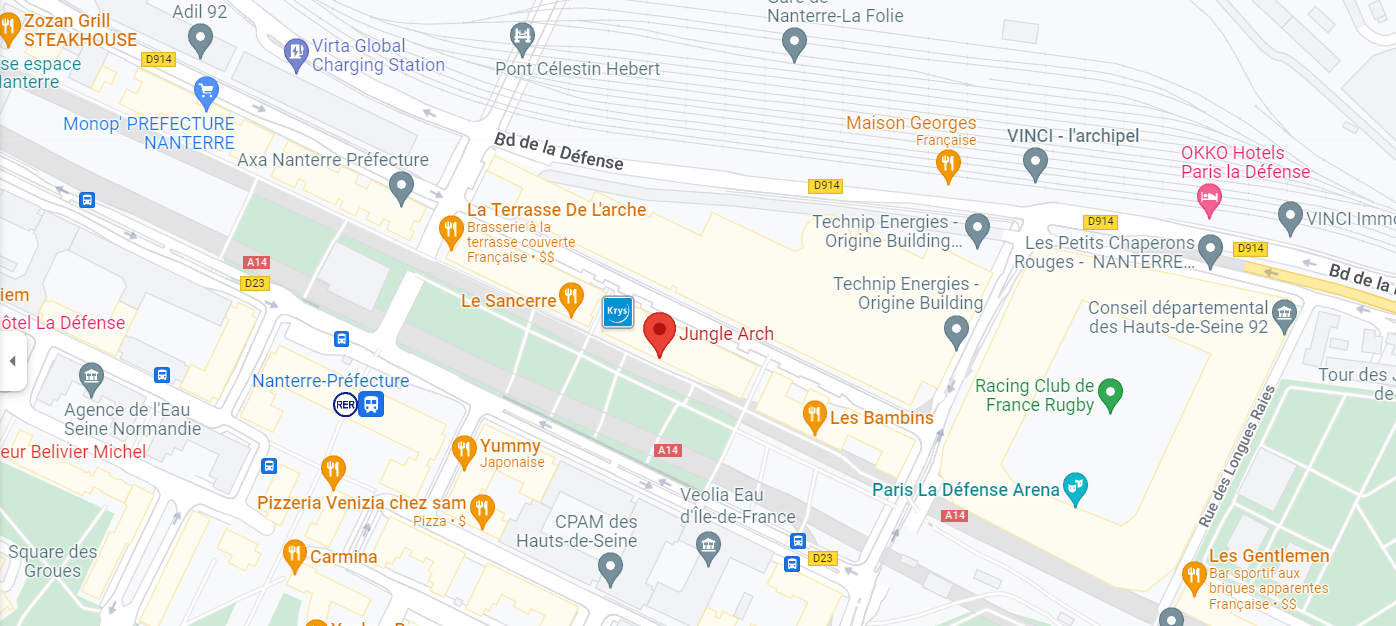 Zozan Grill
STEAKHOUSE
Adil 92
Virta Global
Charging Station
Pont Célestin Hebert
Nanterre-La Folie
se espace
D914
Monop' PREFECTURE
NANTERRE
Axa Nanterre Préfecture
Bd de la Défense
Maison Georges
Française
VINCI - l'archipel
OKKO Hotels
Paris la Défense
D914
La Terrasse De L'arche
Brasserie à la
terrasse couverte
Française • $$
Technip Energies -
Origine Building...
D914
VINCI Immo
Les Petits Chaperons
Rouges - NANTERRE...
D914
A14
D23
Bd de la
Technip Energies -
Origine Building
Le Sancerre
Krys
Jungle Arch
Conseil départemental
des Hauts-de-Seine 92
ôtel La Défense
Nanterre-Préfecture
RER
Racing Club de
France Rugby
Tour des
de
Agence de l'Eau
Seine Normandie
Les Bambins
Rue des Longues Raies
eur Belivier Michel
Yummy
Japonaise
A14
Pizzeria Venizia chez sam
Pizza • $
Veolia Eau
d'Île-de-France
Paris La Défense Arena
A14
CPAM des
Hauts-de-Seine
Square des
Groues
Carmina
D23
Les Gentlemen
Bar sportif aux
briques apparentes
Française • $$